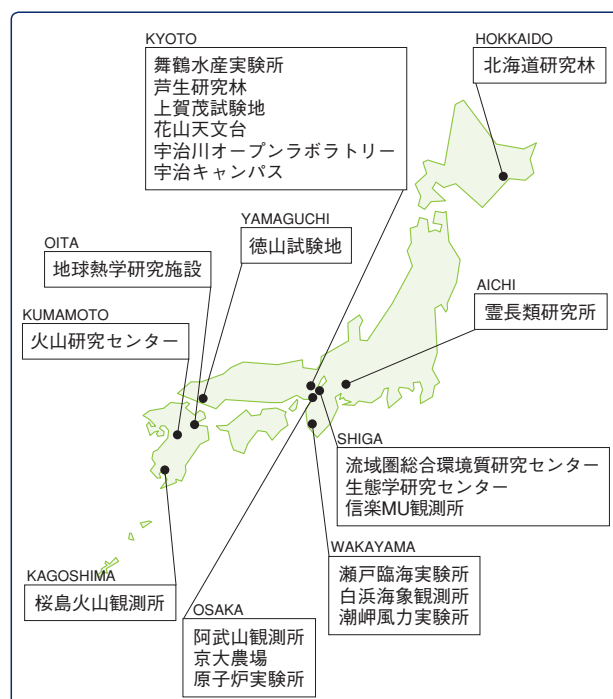 KYOTO
舞鶴水産実験所
芦生研究林
上賀茂試験地
花山天文台
宇治川オープンラボラトリー
宇治キャンパス
HOKKAIDO
北海道研究林
YAMAGUCHI
徳山試験地
OITA
地球熱学研究施設
KUMAMOTO
火山研究センター
AICHI
霊長類研究所
SHIGA
流域圏総合環境質研究センター
生態学研究センター
信楽MU観測所
WAKAYAMA
瀬戸臨海実験所
白浜海象観測所
潮岬風力実験所
KAGOSHIMA
桜島火山観測所
OSAKA
阿武山観測所
京大農場
原子炉実験所